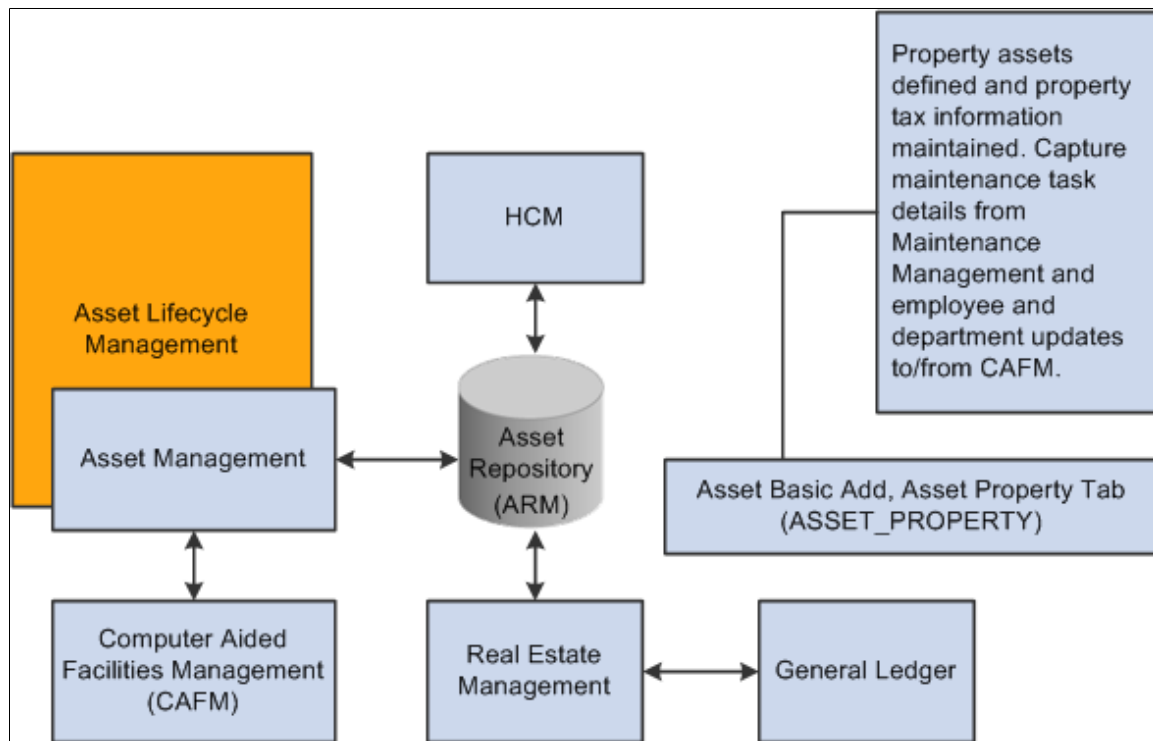 Property assets
defined and property
tax information
maintained. Capture
maintenance task
details from
Maintenance
Management and
employee and
department updates
to/from CAFM.
HCM
Asset Lifecycle
Management
Asset Management
Asset
Repository
(ARM)
Asset Basic Add, Asset Property Tab
(ASSET_PROPERTY)
Computer Aided
Facilities Management
(CAFM)
Real Estate
Management
General Ledger